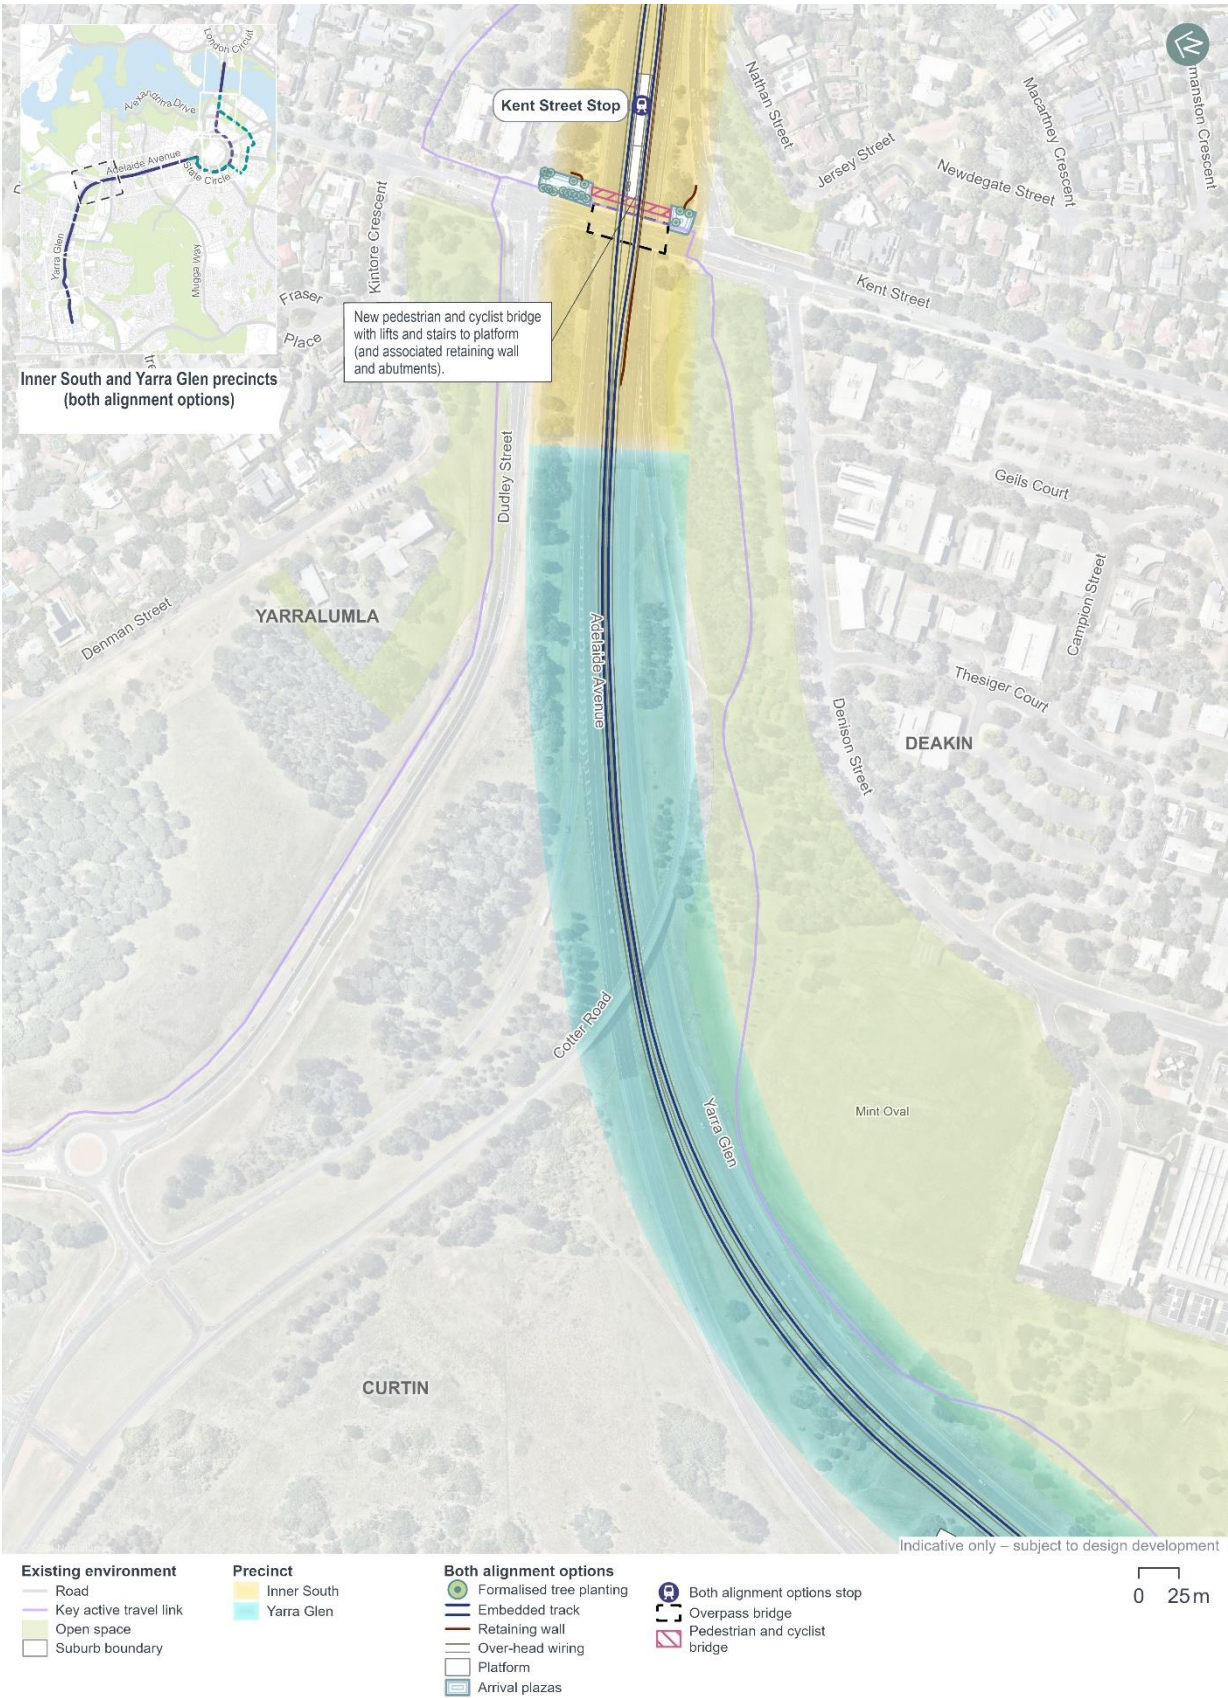 London Circuit
Alexandrina Drive
Adelaide Avenue
State Circle
Yarra Glen
Mugga Way
Inner South and Yarra Glen precincts
(both alignment options)
Kent Street Stop
Nathan Street
Jersey Street
Macartney Crescent
manston Crescent
Newdegate Street
Kintore Crescent
Fraser
Place
Kent Street
New pedestrian and cyclist bridge
with lifts and stairs to platform
(and associated retaining wall
and abutments).
Dudley Street
Geils Court
Campion Street
Denman Street
YARRALUMLA
Adelaide Avenue
Thesiger Court
Denison Street
DEAKIN
Cotter Road
Yarra Glen
Mint Oval
CURTIN
Indicative only – subject to design development
Existing environment
Road
Key active travel link
Open space
Suburb boundary
Precinct
Inner South
Yarra Glen
Both alignment options
Formalised tree planting
Embedded track
Retaining wall
Over-head wiring
Platform
Arrival plazas
Both alignment options stop
Overpass bridge
Pedestrian and cyclist
bridge
0 25m